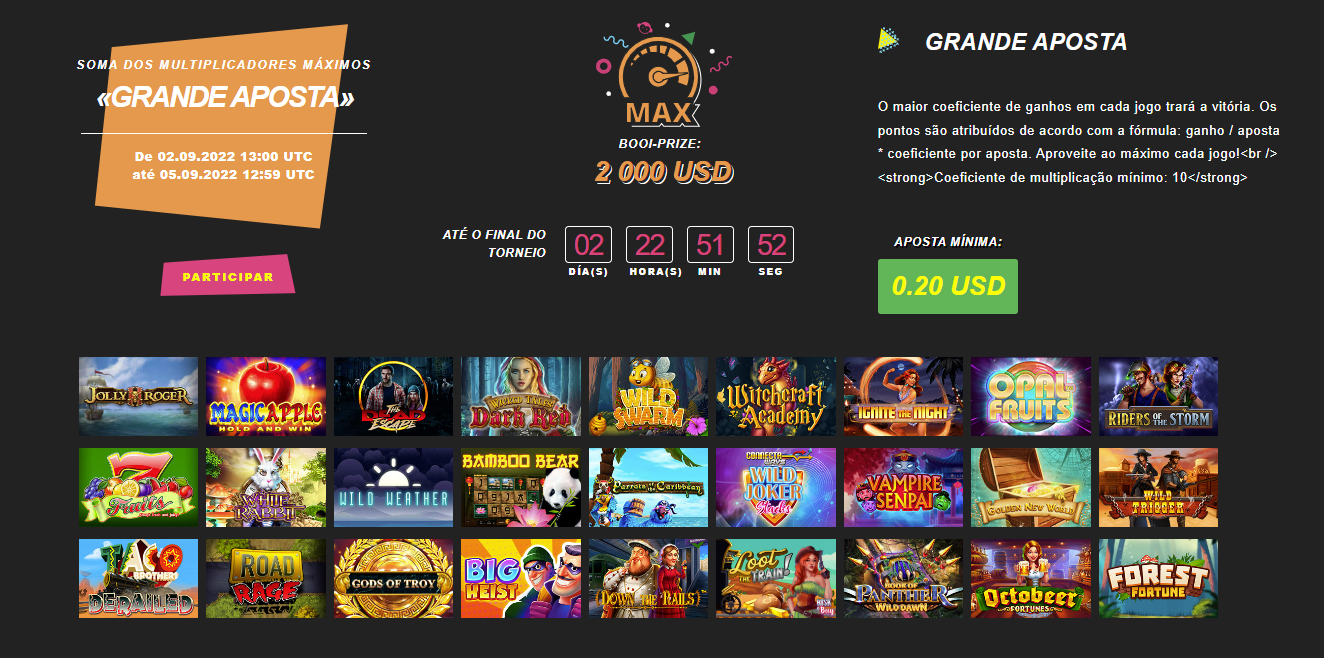 SOMA DOS MULTIPLICADORES MÁXIMOS
«GRANDE APOSTA»
De 02.09.2022 13:00 UTC
até 05.09.2022 12:59 UTC
PARTICIPAR
MAX
BOOI-PRIZE:
2 000 USD
ATÉ O FINAL DO
TORNEIO
02 22 51 52
DÍA(S) HORA(S) MIN SEG
GRANDE APOSTA
O maior coeficiente de ganhos em cada jogo trará a vitória. Os
pontos são atribuídos de acordo com a fórmula: ganho / aposta
* coeficiente por aposta. Aproveite ao máximo cada jogo!<br />
<strong>Coeficiente de multiplicação mínimo: 10</strong>
APOSTA MÍNIMA:
0.20 USD
JOLLY ROGER
MAGIC APPLE
HOLD AND WIN
THE
DEAD
ESCAPE
WICKED TALES
Dark Red
WILD
SWARM
Witchcraft
Academy
IGNITE THE NIGHT
OPAL
FRUITS
RIDERS OF THE STORM
7
Fruits
WHITE
RABBIT
WILD WEATHER
BAMBOO BEAR
Parrots of the Caribbean
CONNECTAWAYS
WILD
JOKER
Stacks
VAMPIRE
SENPAI
GOLDEN NEW WORLD
WILD
TRIGGER
TACO
BROTHERS
DERAILED
ROAD
RAGE
GODS OF TROY
BIG
HEIST
DOWN THE RAILS
Loot
THE TRAIN!
BOOK OF
PANTHER
WILD DAWN
Octobeer
FORTUNES
FOREST
FORTUNE